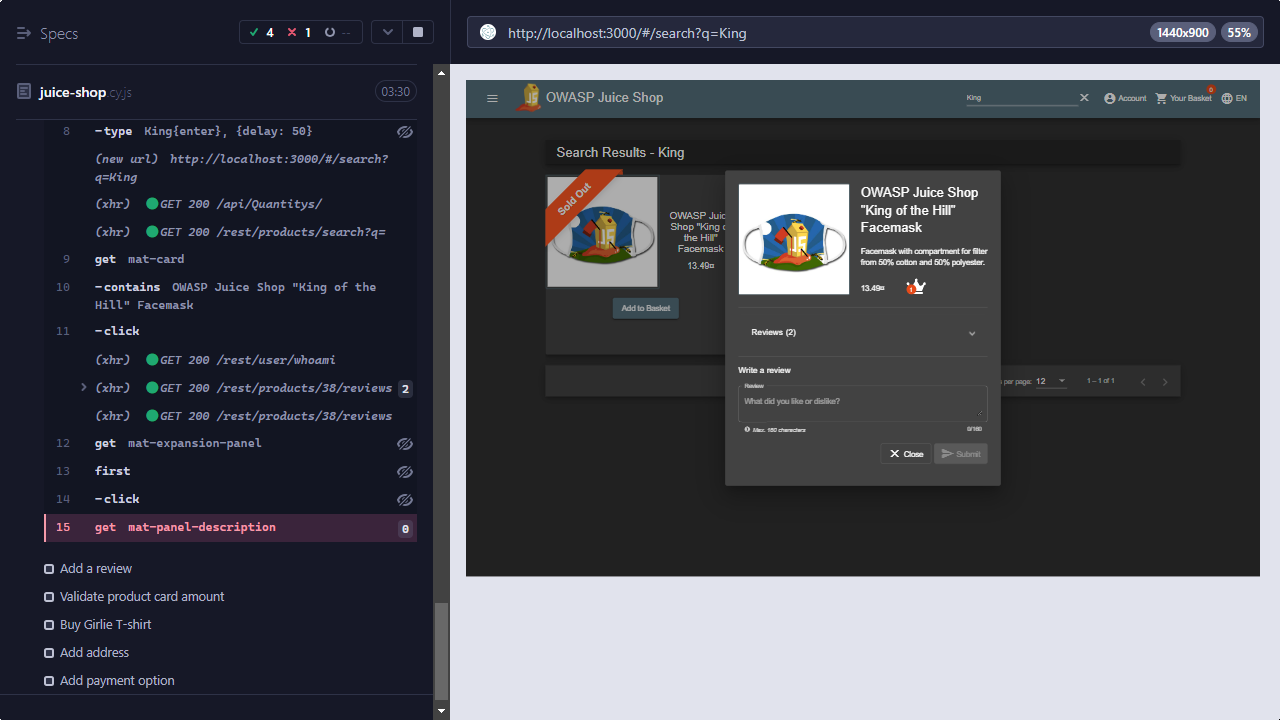 Specs
4
1
--
http://localhost:3000/#/search?q=King
1440x900
55%
juice-shop.cy.js
03:30
8 -type King{enter}, {delay: 50}
(new url) http://localhost:3000/#/search?
q=King
(xhr) GET 200 /api/Quantitys/
(xhr) GET 200 /rest/products/search?q=
9 get mat-card
10 -contains OWASP Juice Shop "King of the
Hill" Facemask
11 -click
(xhr) GET 200 /rest/user/whoami
(xhr) GET 200 /rest/products/38/reviews 2
(xhr) GET 200 /rest/products/38/reviews
12 get mat-expansion-panel
13 first
14 -click
15 get mat-panel-description 0
Add a review
Validate product card amount
Buy Girlie T-shirt
Add address
Add payment option
OWASP Juice Shop
King
Account
Your Basket
0
EN
Search Results - King
Sold Out
OWASP Juic
Shop "King o
the Hill"
Facemask
13.49¤
Add to Basket
s per page: 12
1 – 1 of 1
OWASP Juice Shop
"King of the Hill"
Facemask
Facemask with compartment for filter
from 50% cotton and 50% polyester.
13.49¤
1
Reviews (2)
Write a review
Review
What did you like or dislike?
Max. 160 characters
0/160
Close
Submit